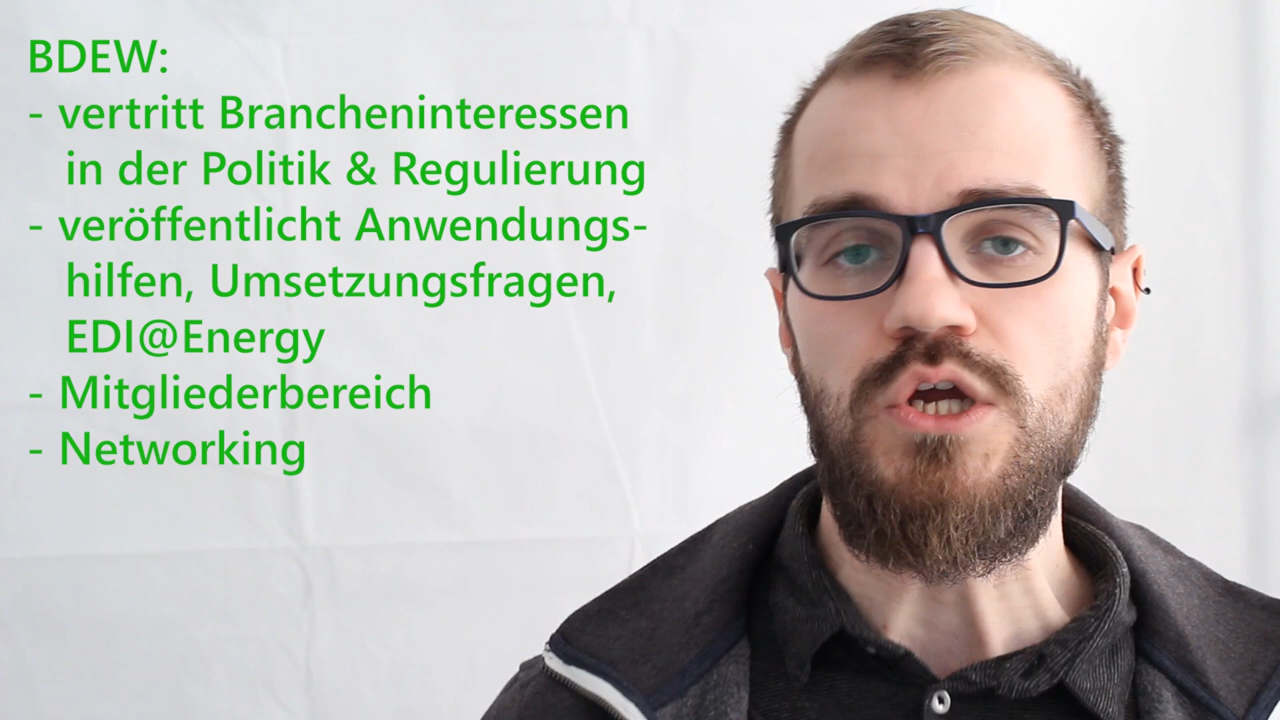 BDEW:
- vertritt Brancheninteressen
in der Politik & Regulierung
- veröffentlicht Anwendungs-
hilfen, Umsetzungsfragen,
EDI@Energy
- Mitgliederbereich
- Networking